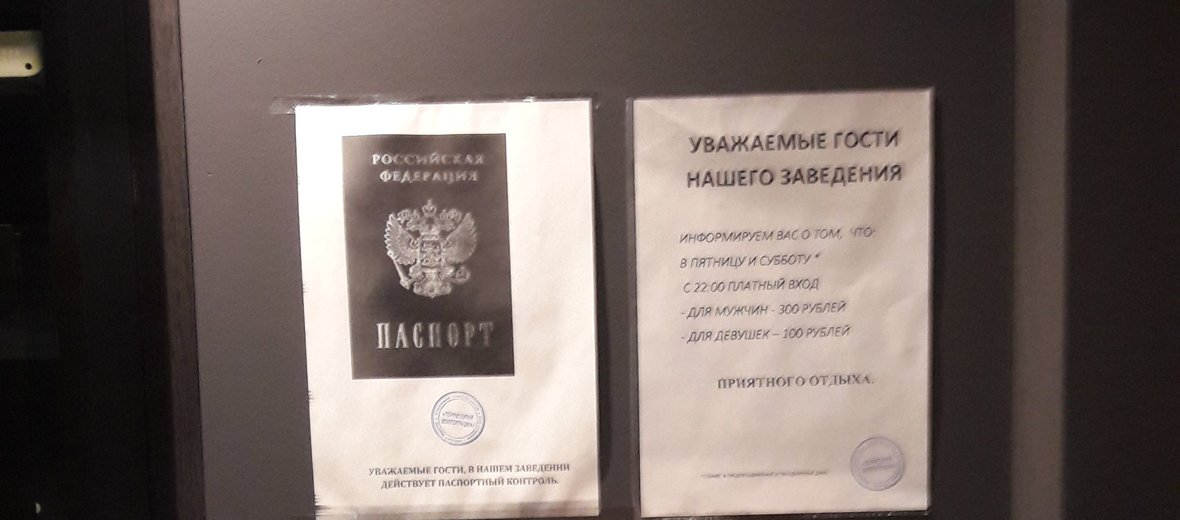 РОССИЙСКАЯ
ФЕДЕРАЦИЯ
ПАСПОРТ
УВАЖАЕМЫЕ ГОСТИ, В НАШЕМ ЗАВЕДЕНИИ
ДЕЙСТВУЕТ ПАСПОРТНЫЙ КОНТРОЛЬ.
УВАЖАЕМЫЕ ГОСТИ
НАШЕГО ЗАВЕДЕНИЯ
ИНФОРМИРУЕМ ВАС О ТОМ, ЧТО:
В ПЯТНИЦУ И СУББОТУ *
С 22:00 ПЛАТНЫЙ ВХОД
- ДЛЯ МУЖЧИН - 300 РУБЛЕЙ
- ДЛЯ ДЕВУШЕК – 100 РУБЛЕЙ
ПРИЯТНОГО ОТДЫХА.